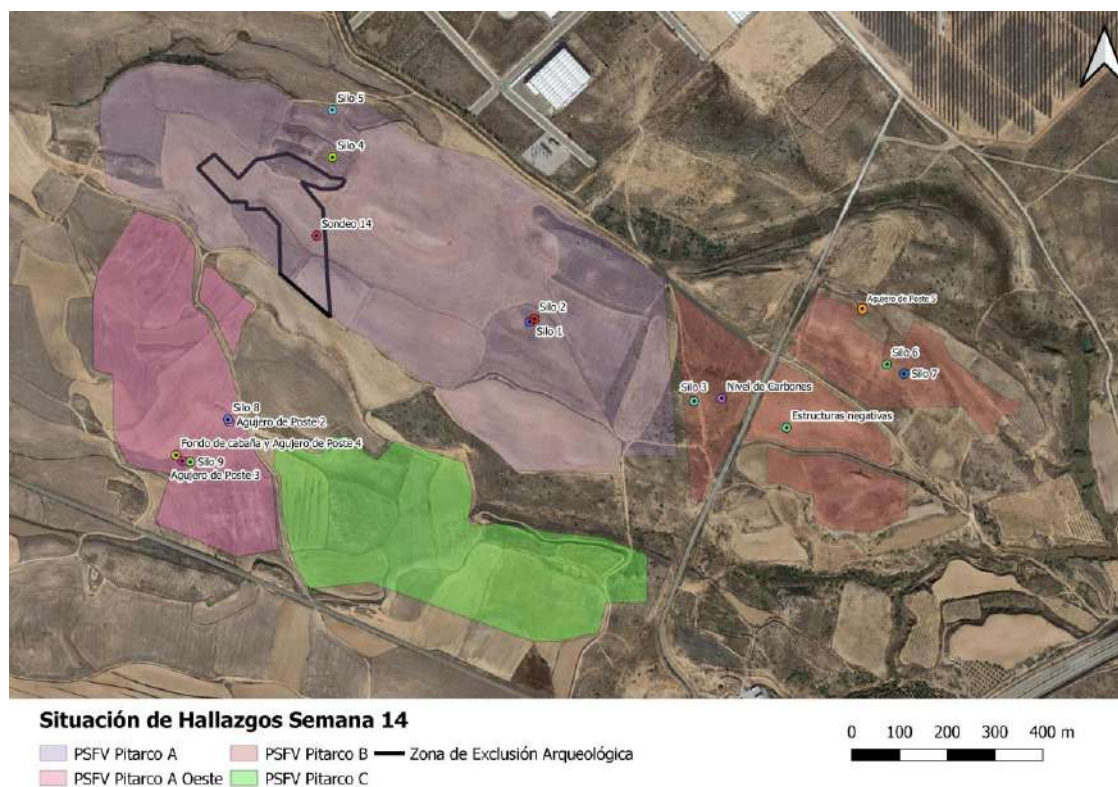 Silo 5
Silo 4
Sondeo 14
Silo 2
Silo 1
Agujero de Poste 5
Silo 6
Silo 7
Silo 3
Nivel de Carbones
Estructuras negativas
Silo 8
Agujero de Poste 2
Fondo de cabaña y Agujero de Poste 4
Silo 9
Agujero de Poste 3
Situación de Hallazgos Semana 14
PSFV Pitarco A
PSFV Pitarco B
Zona de Exclusión Arqueológica
PSFV Pitarco A Oeste
PSFV Pitarco C
0 100 200 300 400 m